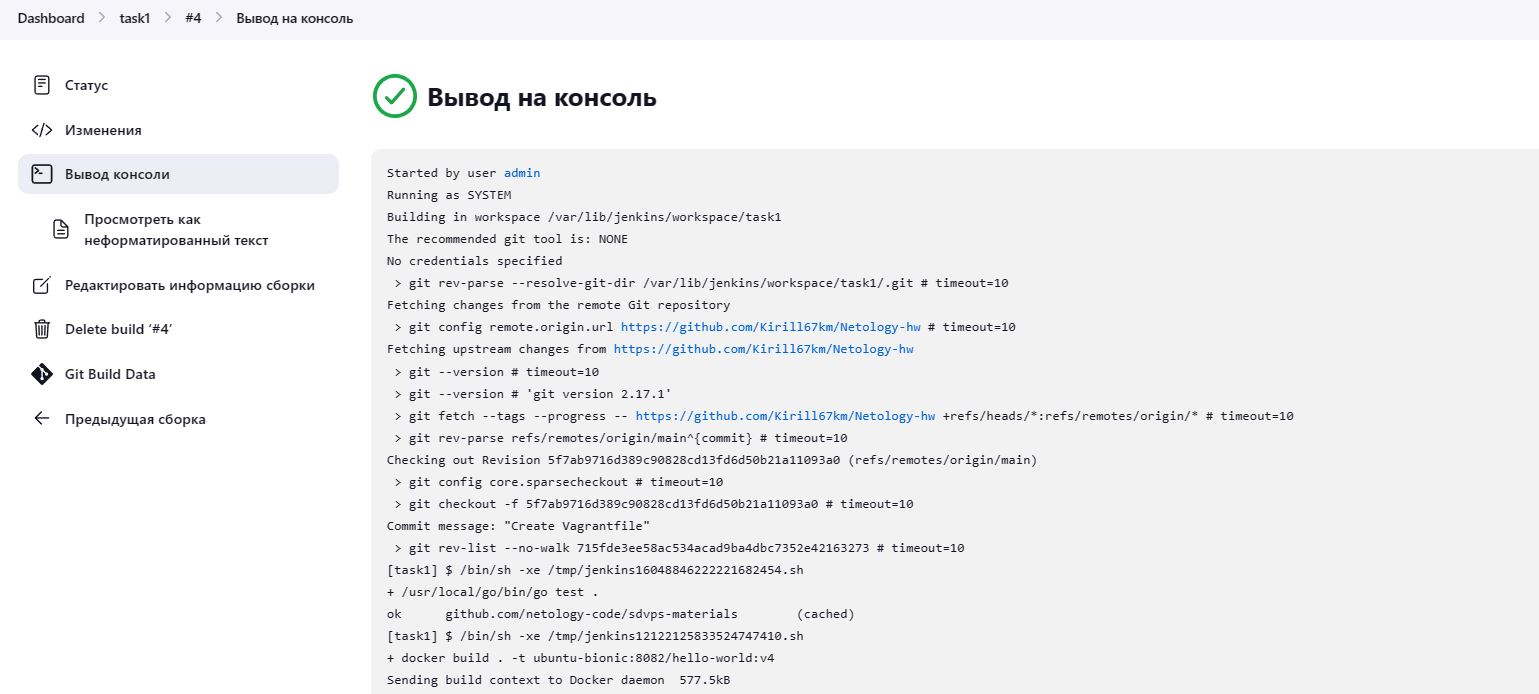 Dashboard > task1 > #4 > Вывод на консоль
Статус
Изменения
Вывод консоли
Просмотреть как
неформатированный текст
Редактировать информацию сборки
Delete build ‘#4’
Git Build Data
Предыдущая сборка
Вывод на консоль
Started by user admin
Running as SYSTEM
Building in workspace /var/lib/jenkins/workspace/task1
The recommended git tool is: NONE
No credentials specified
 > git rev-parse --resolve-git-dir /var/lib/jenkins/workspace/task1/.git # timeout=10
Fetching changes from the remote Git repository
 > git config remote.origin.url https://github.com/Kirill67km/Netology-hw # timeout=10
Fetching upstream changes from https://github.com/Kirill67km/Netology-hw
 > git --version # timeout=10
 > git --version # 'git version 2.17.1'
 > git fetch --tags --progress -- https://github.com/Kirill67km/Netology-hw +refs/heads/*:refs/remotes/origin/* # timeout=10
 > git rev-parse refs/remotes/origin/main^{commit} # timeout=10
Checking out Revision 5f7ab9716d389c90828cd13fd6d50b21a11093a0 (refs/remotes/origin/main)
 > git config core.sparsecheckout # timeout=10
 > git checkout -f 5f7ab9716d389c90828cd13fd6d50b21a11093a0 # timeout=10
Commit message: "Create Vagrantfile"
 > git rev-list --no-walk 715fde3ee58ac534acad9ba4dbc7352e42163273 # timeout=10
[task1] $ /bin/sh -xe /tmp/jenkins16048846222221682454.sh
+ /usr/local/go/bin/go test .
ok      github.com/netology-code/sdvps-materials        (cached)
[task1] $ /bin/sh -xe /tmp/jenkins12122125833524747410.sh
+ docker build . -t ubuntu-bionic:8082/hello-world:v4
Sending build context to Docker daemon  577.5kB